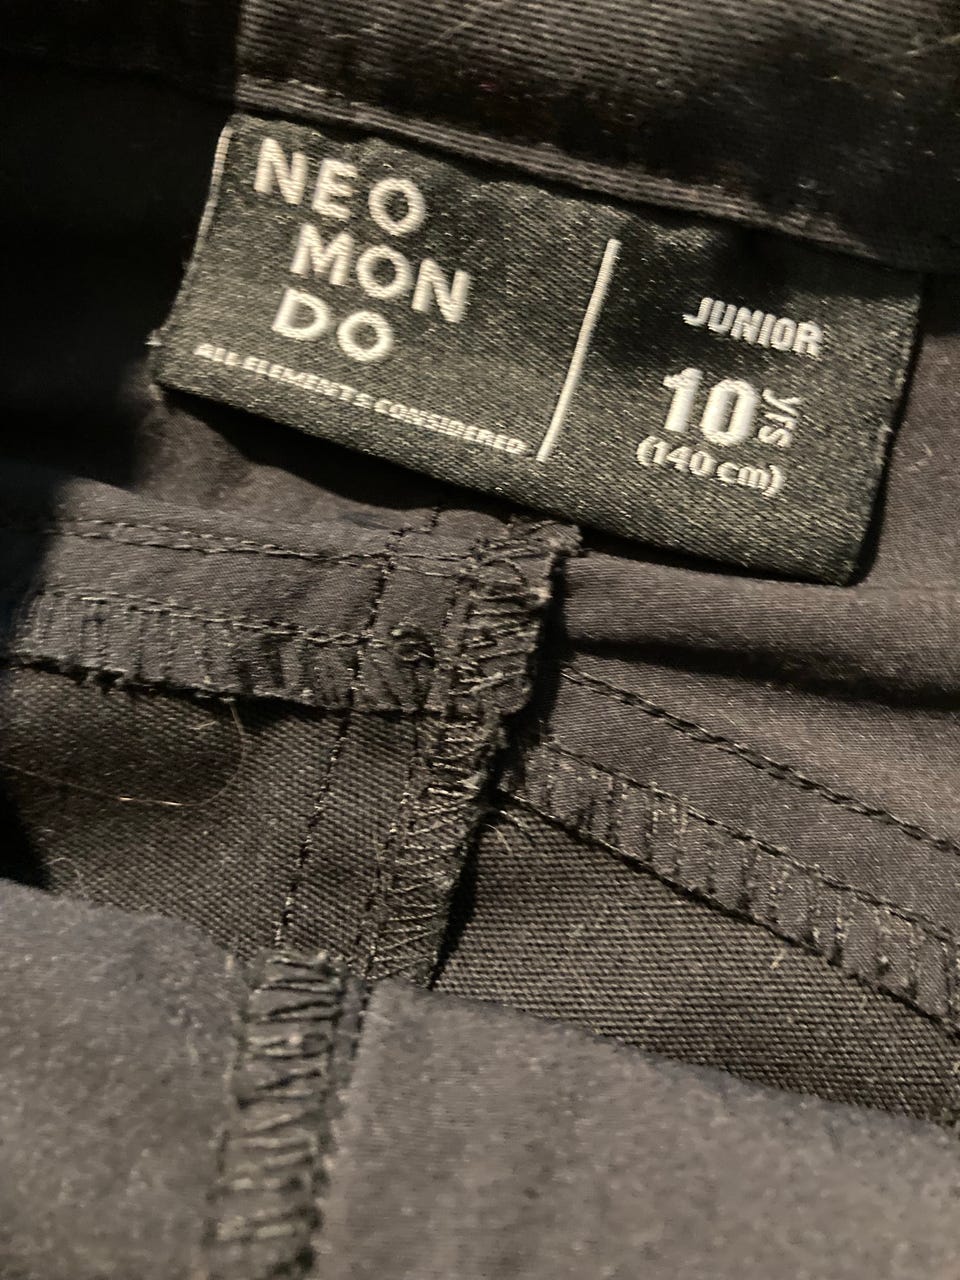 NEO
MON
DO
ALL ELEMENTS CONSIDERED
JUNIOR
10 Yrs
(140 cm)